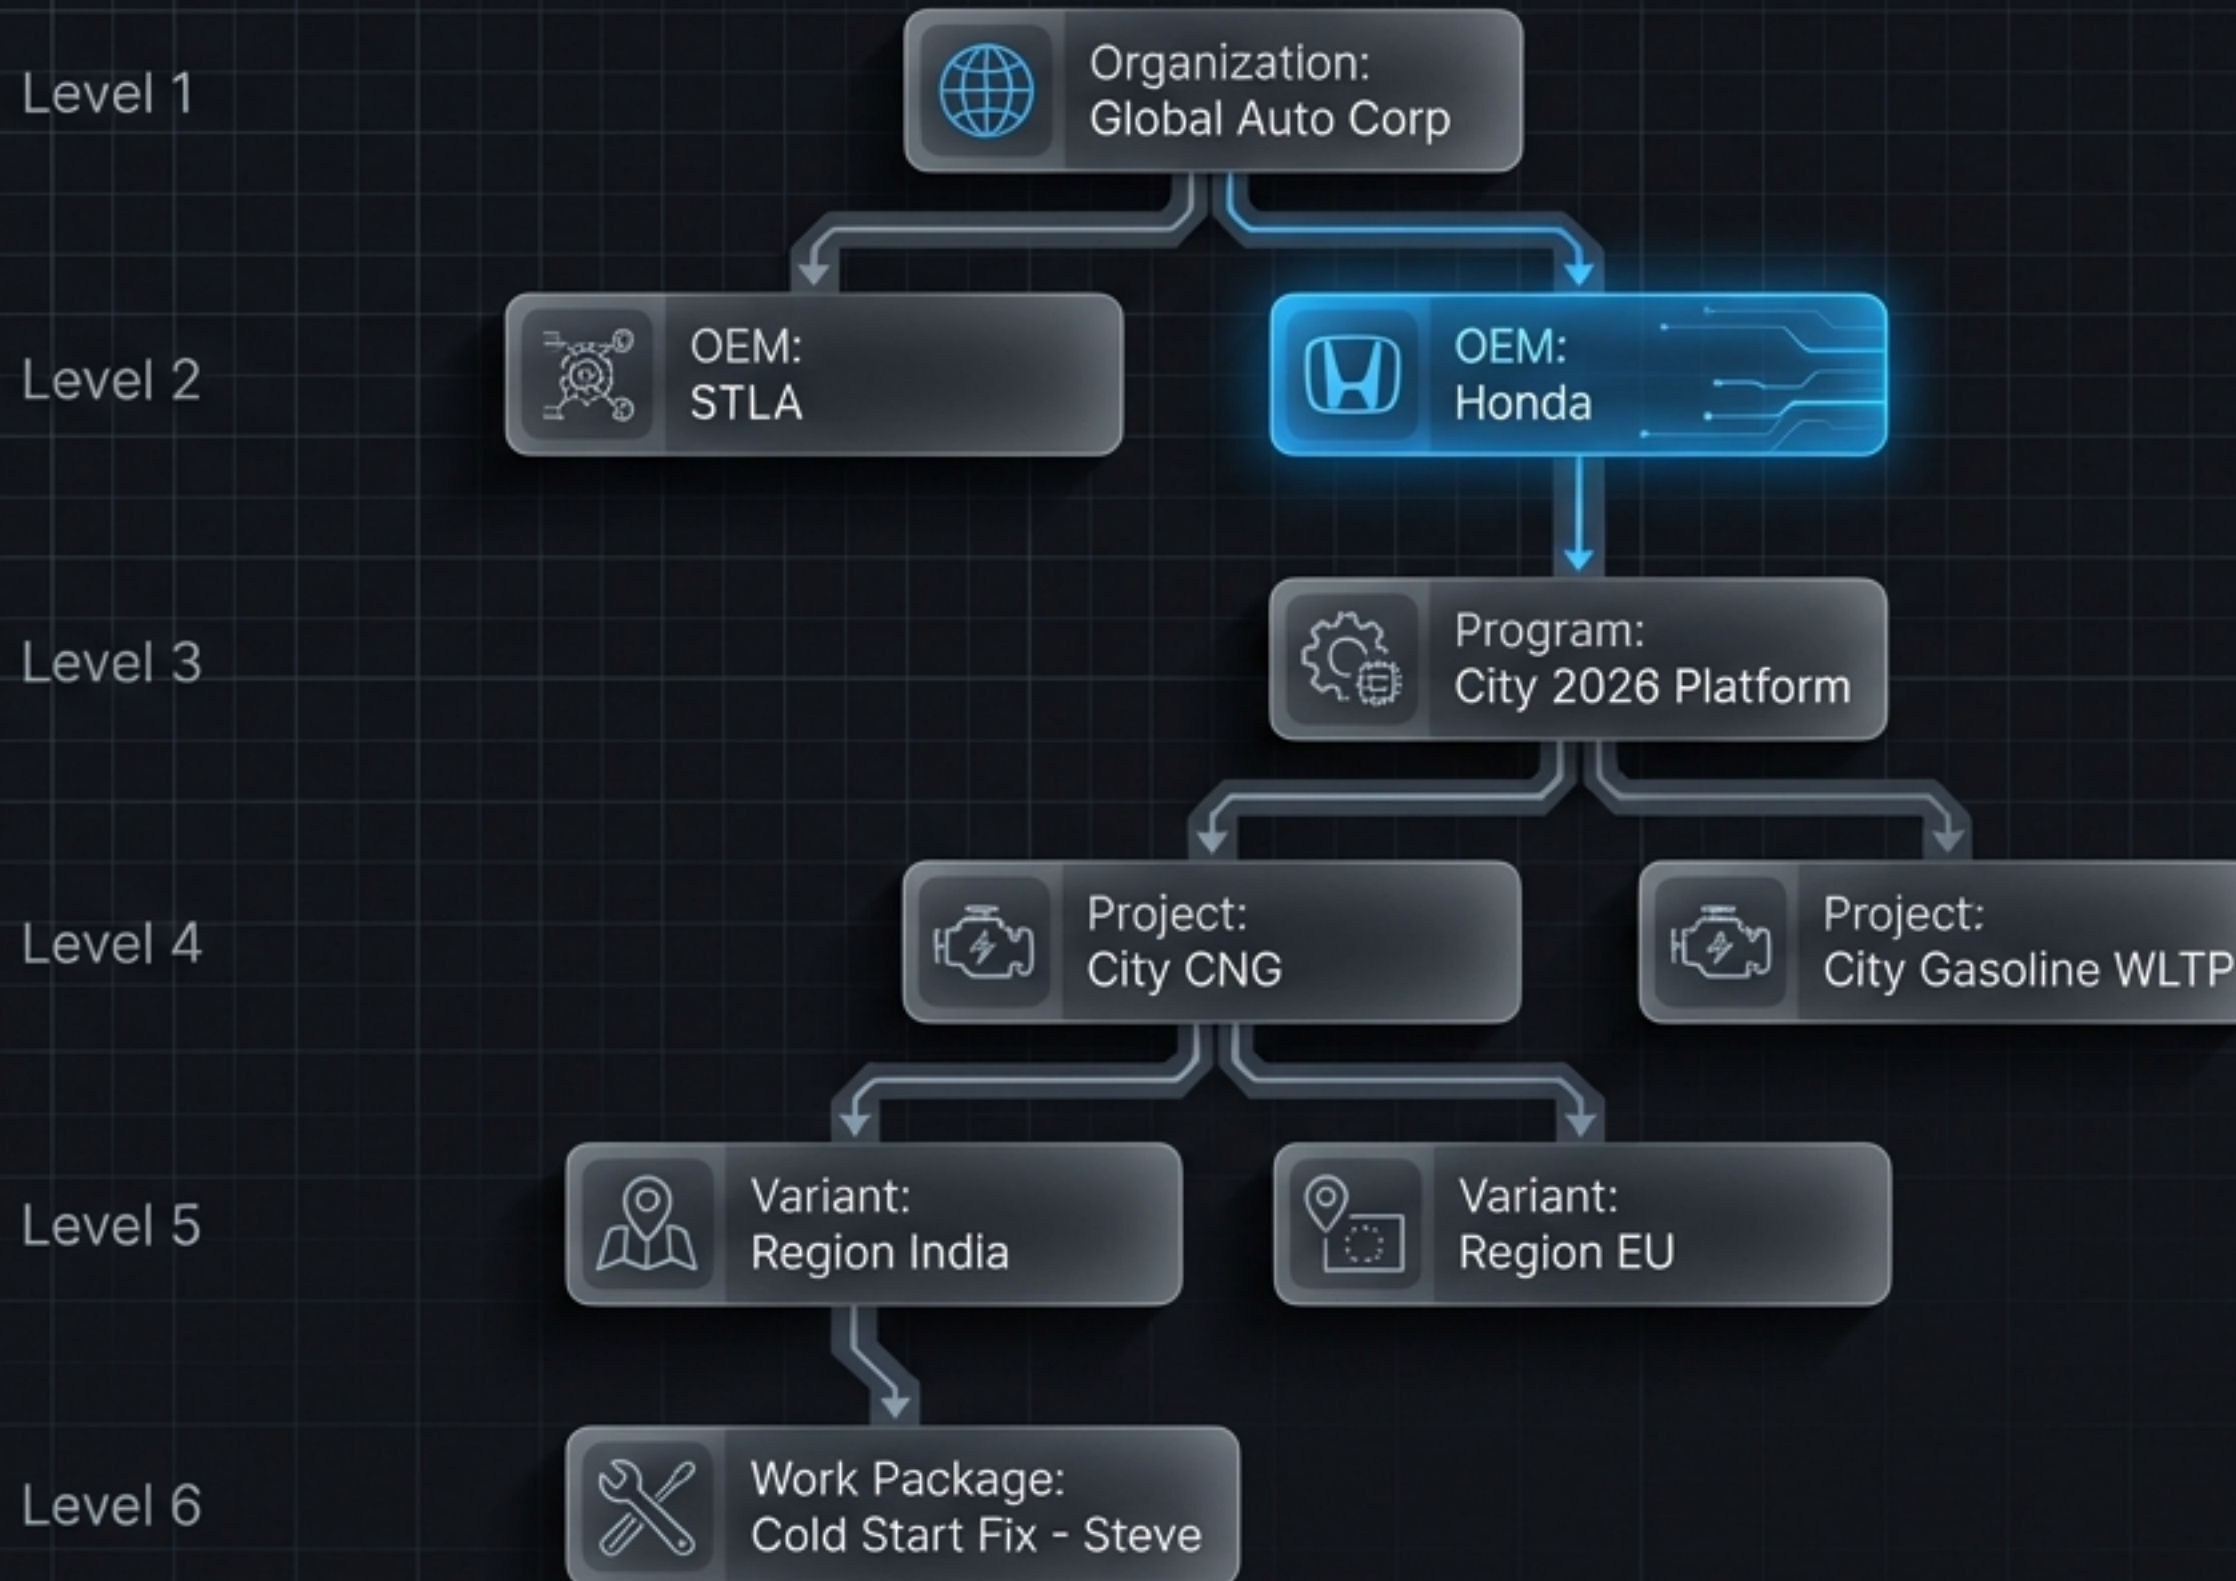 Level 1
Organization:
Global Auto Corp
Level 2
OEM:
STLA
OEM:
Honda
Level 3
Program:
City 2026 Platform
Level 4
Project:
City CNG
Project:
City Gasoline WLTP
Level 5
Variant:
Region India
Variant:
Region EU
Level 6
Work Package:
Cold Start Fix - Steve